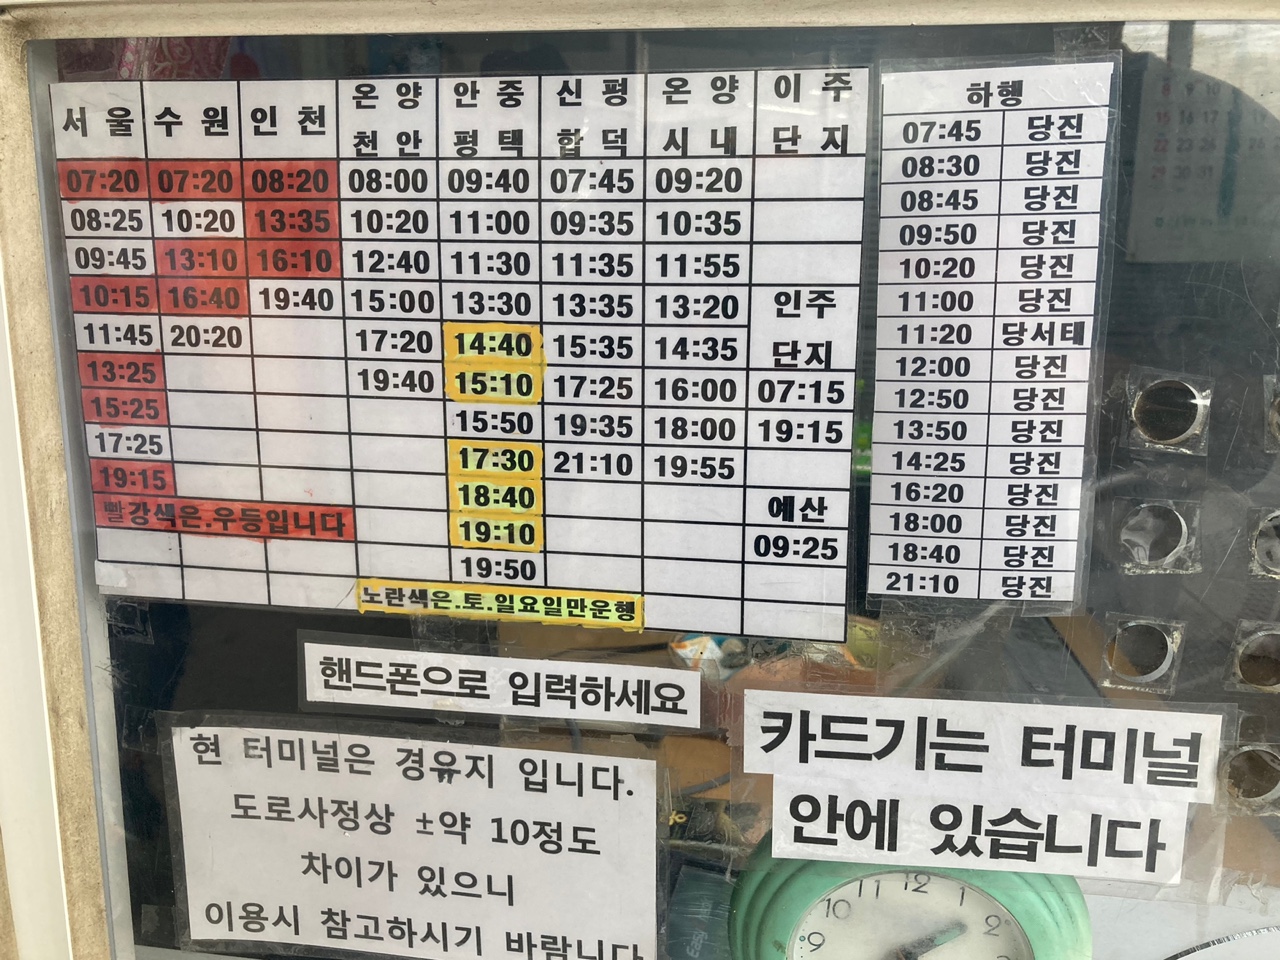 서울 수원 인천 온양 천안 안중 평택 신평 합덕 온양 시내 이주 단지
07:20 07:20 08:20 08:00 09:40 07:45 09:20
08:25 10:20 13:35 10:20 11:00 09:35 10:35
09:45 13:10 16:10 12:40 11:30 11:35 11:55
10:15 16:40 19:40 15:00 13:30 13:35 13:20 인주
11:45 20:20 17:20 14:40 15:35 14:35 단지
13:25 19:40 15:10 17:25 16:00 07:15
15:25 15:50 19:35 18:00 19:15
17:25 17:30 21:10 19:55
19:15 18:40 예산
빨강색은.우등입니다 19:10 09:25
19:50
노란색은.토.일요일만운행
하행
07:45 당진
08:30 당진
08:45 당진
09:50 당진
10:20 당진
11:00 당진
11:20 당서태
12:00 당진
12:50 당진
13:50 당진
14:25 당진
16:20 당진
18:00 당진
18:40 당진
21:10 당진
핸드폰으로 입력하세요
현 터미널은 경유지 입니다.
도로사정상 ±약 10정도
차이가 있으니
이용시 참고하시기 바람니다
카드기는 터미널
안에 있습니다
11 12 1
10 2
9